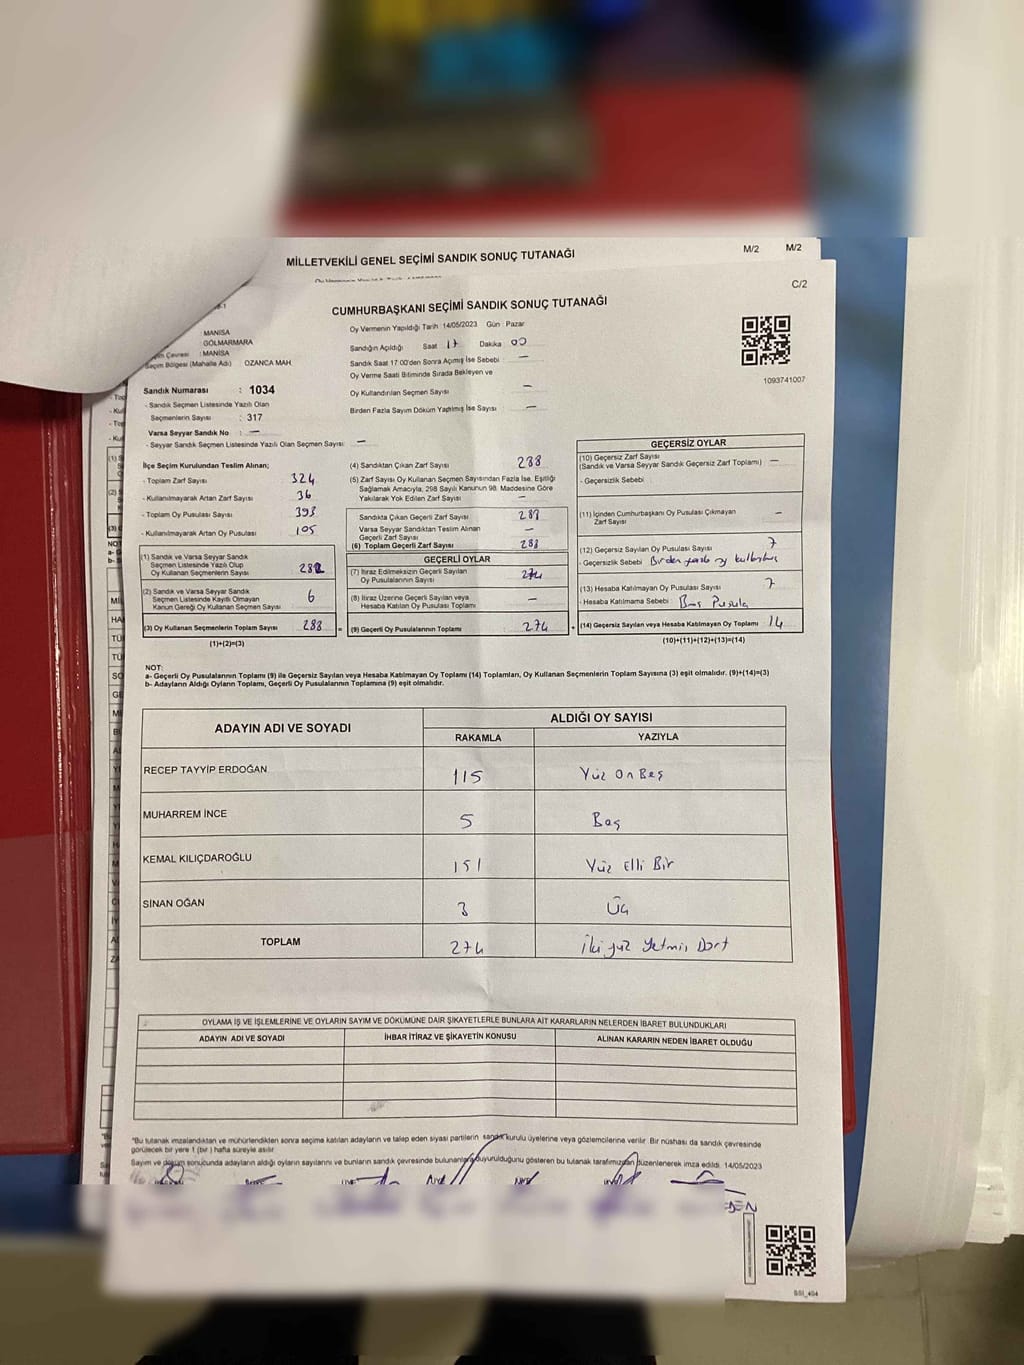 MİLLETVEKİLİ GENEL SEÇİMİ SANDIK SONUÇ TUTANAĞI
M/2 M/2
C/2
CUMHURBAŞKANI SEÇİMİ SANDIK SONUÇ TUTANAĞI
MANİSA
GÖLMARMARA
: MANİSA
Seçim Bölgesi (Mahalle Adı) OZANCA MAH.
Sandık Numarası : 1034
- Sandık Seçmen Listesinde Yazılı Olan
Seçmenlerin Sayısı : 317
Varsa Seyyar Sandık No : —
- Seyyar Sandık Seçmen Listesinde Yazılı Olan Seçmen Sayısı: —
Oy Vermenin Yapıldığı Tarih :14/05/2023 Gün : Pazar
Sandığın Açıldığı Saat 17 Dakika 00
Sandık Saat 17.00'den Sonra Açımış İse Sebebi : —
Oy Verme Saati Bitiminde Sırada Bekleyen ve
Oy Kullandırılan Seçmen Sayısı —
Birden Fazla Sayım Döküm Yapılmış İse Sayısı —
1093741007
İlçe Seçim Kurulundan Teslim Alınan;
- Toplam Zarf Sayısı 324
- Kullanılmayarak Artan Zarf Sayısı 36
- Toplam Oy Pusulası Sayısı 393
- Kullanılmayarak Artan Oy Pusulası 105
(1) Sandık ve Varsa Seyyar Sandık
Seçmen Listesinde Yazılı Olup
Oy Kullanan Seçmenlerin Sayısı 282
(2) Sandık ve Varsa Seyyar Sandık
Seçmen Listesinde Kayıtlı Olmayan
Kanun Gereği Oy Kullanan Seçmen Sayısı 6
(3) Oy Kullanan Seçmenlerin Toplam Sayısı 288 =
(1)+(2)=(3)
(4) Sandıktan Çıkan Zarf Sayısı 288
(5) Zarf Sayısı Oy Kullanan Seçmen Sayısından Fazla İse, Eşitliği
Sağlamak Amacıyla, 298 Sayılı Kanunun 98. Maddesine Göre
Yakılarak Yok Edilen Zarf Sayısı —
Sandıkta Çıkan Geçerli Zarf Sayısı 288
Varsa Seyyar Sandıktan Teslim Alınan
Geçerli Zarf Sayısı —
(6) Toplam Geçerli Zarf Sayısı 288
GEÇERLİ OYLAR
(7) İtiraz Edilmeksizin Geçerli Sayılan
Oy Pusulasının Sayısı 274
(8) İtiraz Üzerine Geçerli Sayılan veya
Hesaba Katılan Oy Pusulası Toplamı —
(9) Geçerli Oy Pusulalarının Toplamı 274 +
GEÇERSİZ OYLAR
(10) Geçersiz Zarf Sayısı
(Sandık ve Varsa Seyyar Sandık Geçersiz Zarf Toplamı) —
- Geçersizlik Sebebi
(11) İçinden Cumhurbaşkanı Oy Pusulası Çıkmayan
Zarf Sayısı —
(12) Geçersiz Sayılan Oy Pusulası Sayısı 7
- Geçersizlik Sebebi Birden fazla oy
(13) Hesaba Katılmayan Oy Pusulası Sayısı 7
- Hesaba Katılmama Sebebi : Boş Pusula
(14) Geçersiz Sayılan veya Hesaba Katılmayan Oy Toplamı 14
(10)+(11)+(12)+(13)=(14)
NOT:
a- Geçerli Oy Pusulalarının Toplamı (9) ile Geçersiz Sayılan veya Hesaba Katılmayan Oy Toplamı (14) Toplamları, Oy Kullanan Seçmenlerin Toplam Sayısına (3) eşit olmalıdır. (9)+(14)=(3)
b- Adayların Aldığı Oyların Toplamı, Geçerli Oy Pusulalarının Toplamına (9) eşit olmalıdır.
ADAYIN ADI VE SOYADI ALDIĞI OY SAYISI
RAKAMLA YAZIYLA
RECEP TAYYİP ERDOĞAN 115 Yüz On Beş
MUHARREM İNCE 5 Beş
KEMAL KILIÇDAROĞLU 151 Yüz Elli Bir
SİNAN OĞAN 3 Üç
TOPLAM 274 İki yüz Yetmiş Dört
OYLAMA İŞ VE İŞLEMLERİNE VE OYLARIN SAYIM VE DÖKÜMÜNE DAİR ŞİKAYETLERLE BUNLARA AİT KARARLARIN NELERDEN İBARET BULUNDUKLARI
ADAYIN ADI VE SOYADI İHBAR İTİRAZ VE ŞİKAYETİN KONUSU ALINAN KARARIN NEDEN İBARET OLDUĞU
*Bu tutanak imzalandıktan ve mühürlendikten sonra seçime katılan adayların ve talep eden siyasi partilerin sandık kurulu üyelerine veya gözlemcilerine verilir. Bir nüshası da sandık çevresinde
görülecek bir yere 1 (bir ) hafta süreyle asılır.
Sayım ve döküm sonucunda adayların aldığı oyların sayılarını ve bunların sandık çevresinde bulunanlara duyurulduğunu gösteren bu tutanak tarafımızdan düzenlenerek imza edildi. 14/05/2023